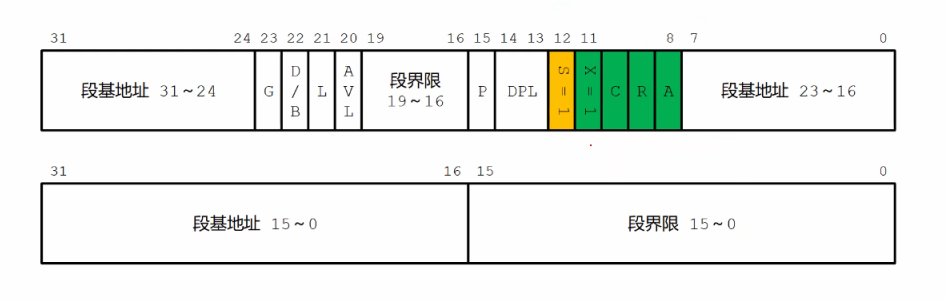 31 24 23 22 21 20 19 16 15 14 13 12 11 8 7 0
段基地址 31~24 G D/B L AVL 段界限 19~16 P DPL S=1 X=1 C R A 段基地址 23~16
31 16 15 0
段基地址 15~0 段界限 15~0